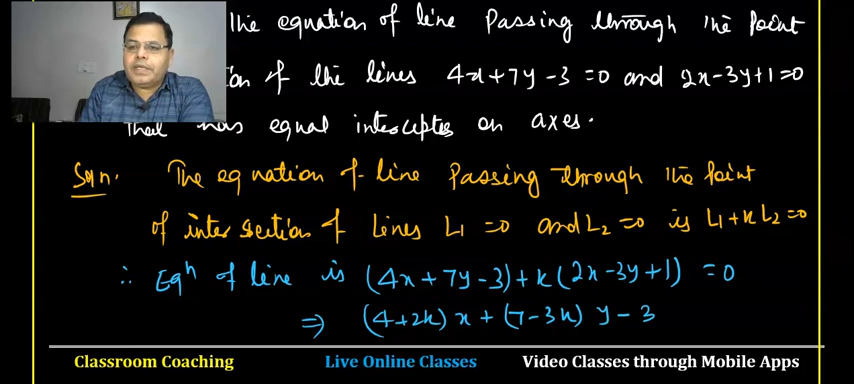 The equation of line Passing through the Point
ion of the lines 4x+7y-3=0 and 2x-3y+1=0
That has equal intercepts on axes.
Soln. The equation of line Passing through the Point
of intersection of Lines L₁=0 and L₂=0 is L₁+kL₂=0
∴ Eqⁿ of line is (4x+7y-3)+k(2x-3y+1)=0
⇒ (4+2k)x+(7-3k)y-3
Classroom Coaching Live Online Classes Video Classes through Mobile Apps